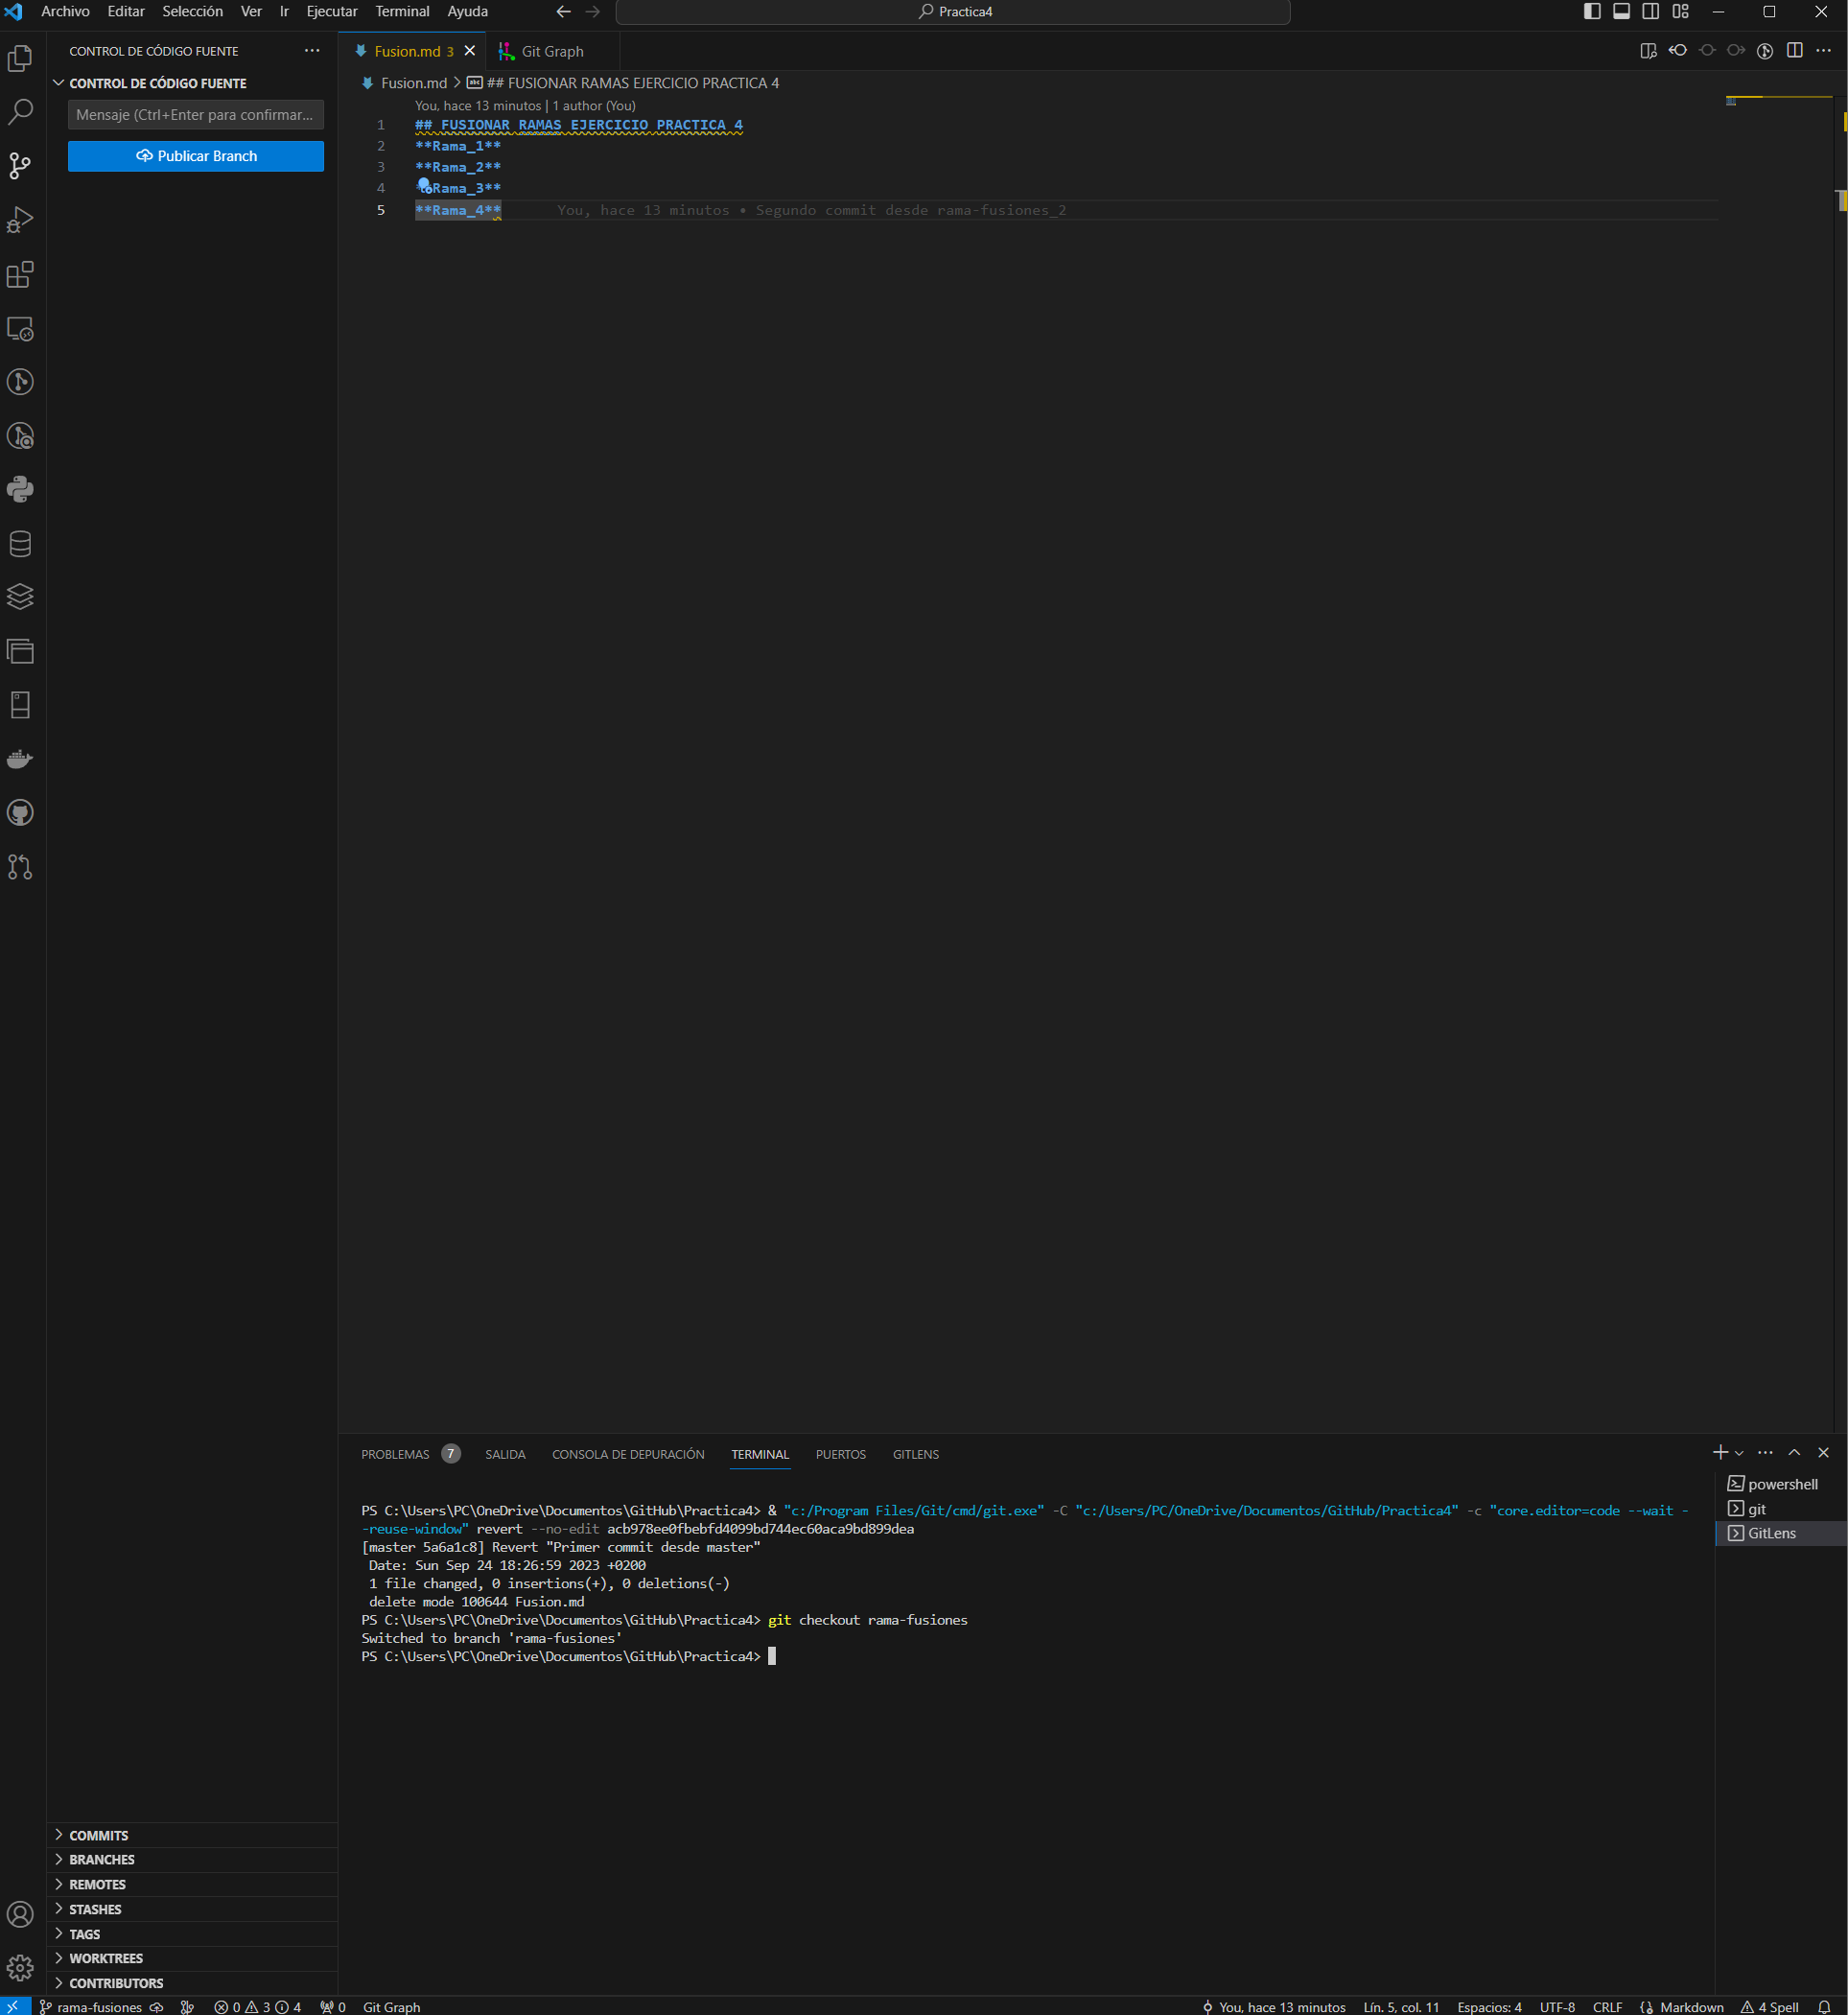 Archivo Editar Selección Ver Ir Ejecutar Terminal Ayuda
Practica4
CONTROL DE CÓDIGO FUENTE
CONTROL DE CÓDIGO FUENTE
Mensaje (Ctrl+Enter para confirmar...
Publicar Branch
Fusion.md 3
Git Graph
Fusion.md > ## FUSIONAR RAMAS EJERCICIO PRACTICA 4
You, hace 13 minutos | 1 author (You)
1 ## FUSIONAR RAMAS EJERCICIO PRACTICA 4
2 **Rama_1**
3 **Rama_2**
4 **Rama_3**
5 **Rama_4** You, hace 13 minutos • Segundo commit desde rama-fusiones_2
PROBLEMAS 7 SALIDA CONSOLA DE DEPURACIÓN TERMINAL PUERTOS GITLENS
PS C:\Users\PC\OneDrive\Documentos\GitHub\Practica4> & "c:/Program Files/Git/cmd/git.exe" -C "c:/Users/PC/OneDrive/Documentos/GitHub/Practica4" -c "core.editor=code --wait -
-reuse-window" revert --no-edit acb978ee0fbebfd4099bd744ec60aca9bd899dea
[master 5a6a1c8] Revert "Primer commit desde master"
Date: Sun Sep 24 18:26:59 2023 +0200
1 file changed, 0 insertions(+), 0 deletions(-)
delete mode 100644 Fusion.md
PS C:\Users\PC\OneDrive\Documentos\GitHub\Practica4> git checkout rama-fusiones
Switched to branch 'rama-fusiones'
PS C:\Users\PC\OneDrive\Documentos\GitHub\Practica4>
powershell
git
GitLens
COMMITS
BRANCHES
REMOTES
STASHES
TAGS
WORKTREES
CONTRIBUTORS
rama-fusiones 0 3 4 0 Git Graph You, hace 13 minutos Lín. 5, col. 11 Espacios: 4 UTF-8 CRLF Markdown 4 Spell